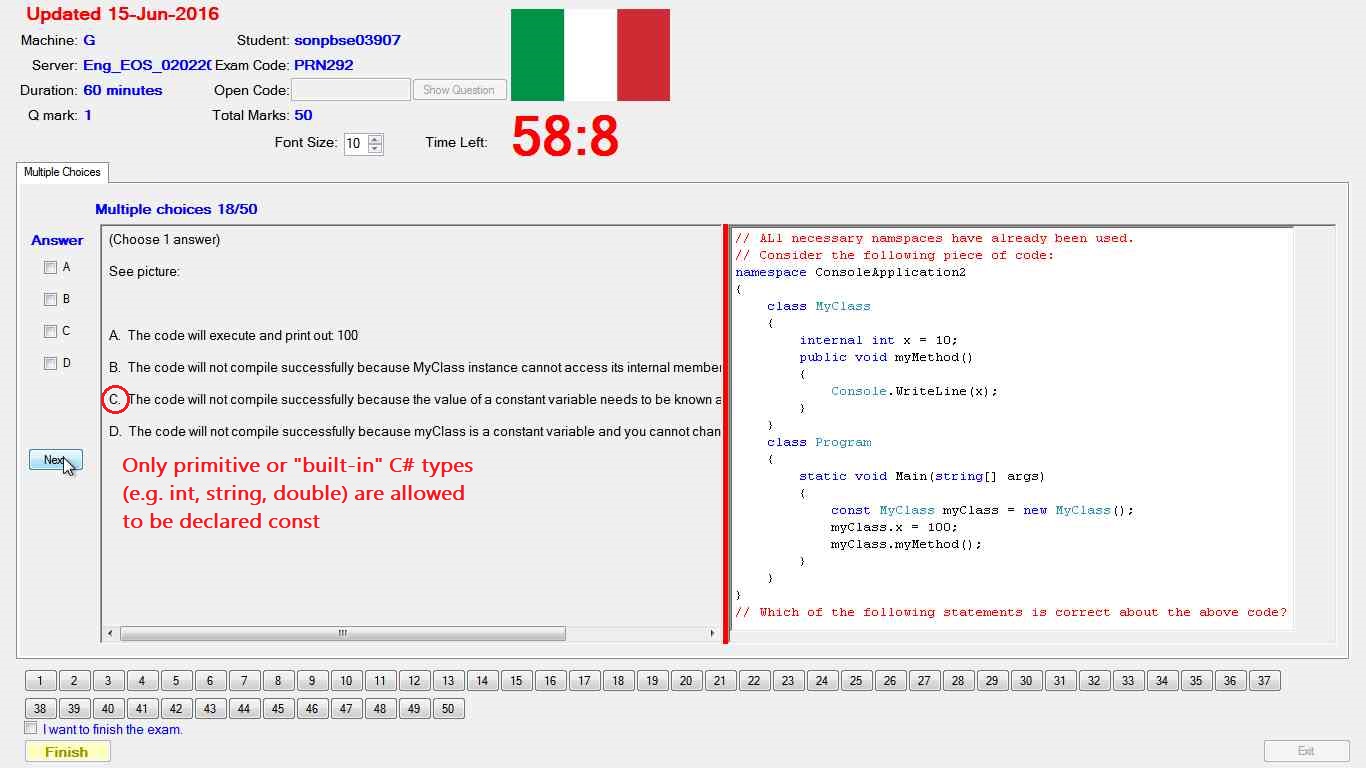 Updated 15-Jun-2016
Machine: G Student: sonpbse03907
Server: Eng_EOS_02022 Exam Code: PRN292
Duration: 60 minutes Open Code: Show Question
Q mark: 1 Total Marks: 50
Font Size: 10 Time Left: 58:8
Multiple Choices
Multiple choices 18/50
Answer
A
B
C
D
Next
(Choose 1 answer)
See picture:
A. The code will execute and print out: 100
B. The code will not compile successfully because MyClass instance cannot access its internal member
C. The code will not compile successfully because the value of a constant variable needs to be known a
D. The code will not compile successfully because myClass is a constant variable and you cannot chan
Only primitive or "built-in" C# types
(e.g. int, string, double) are allowed
to be declared const
// ALl necessary namspaces have already been used.
// Consider the following piece of code:
namespace ConsoleApplication2
{
class MyClass
{
internal int x = 10;
public void myMethod()
{
Console.WriteLine(x);
}
}
class Program
{
static void Main(string[] args)
{
const MyClass myClass = new MyClass();
myClass.x = 100;
myClass.myMethod();
}
}
}
// Which of the following statements is correct about the above code?
1 2 3 4 5 6 7 8 9 10 11 12 13 14 15 16 17 18 19 20 21 22 23 24 25 26 27 28 29 30 31 32 33 34 35 36 37
38 39 40 41 42 43 44 45 46 47 48 49 50
I want to finish the exam.
Finish Exit